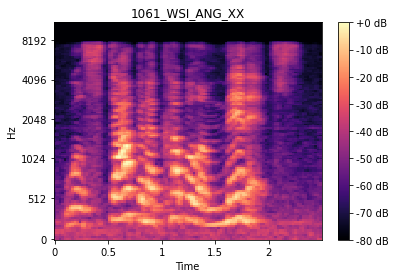 1061_WSI_ANG_XX
8192
4096
2048
1024
512
0
Hz
0
0.5
1
1.5
2
Time
+0 dB
-10 dB
-20 dB
-30 dB
-40 dB
-50 dB
-60 dB
-70 dB
-80 dB